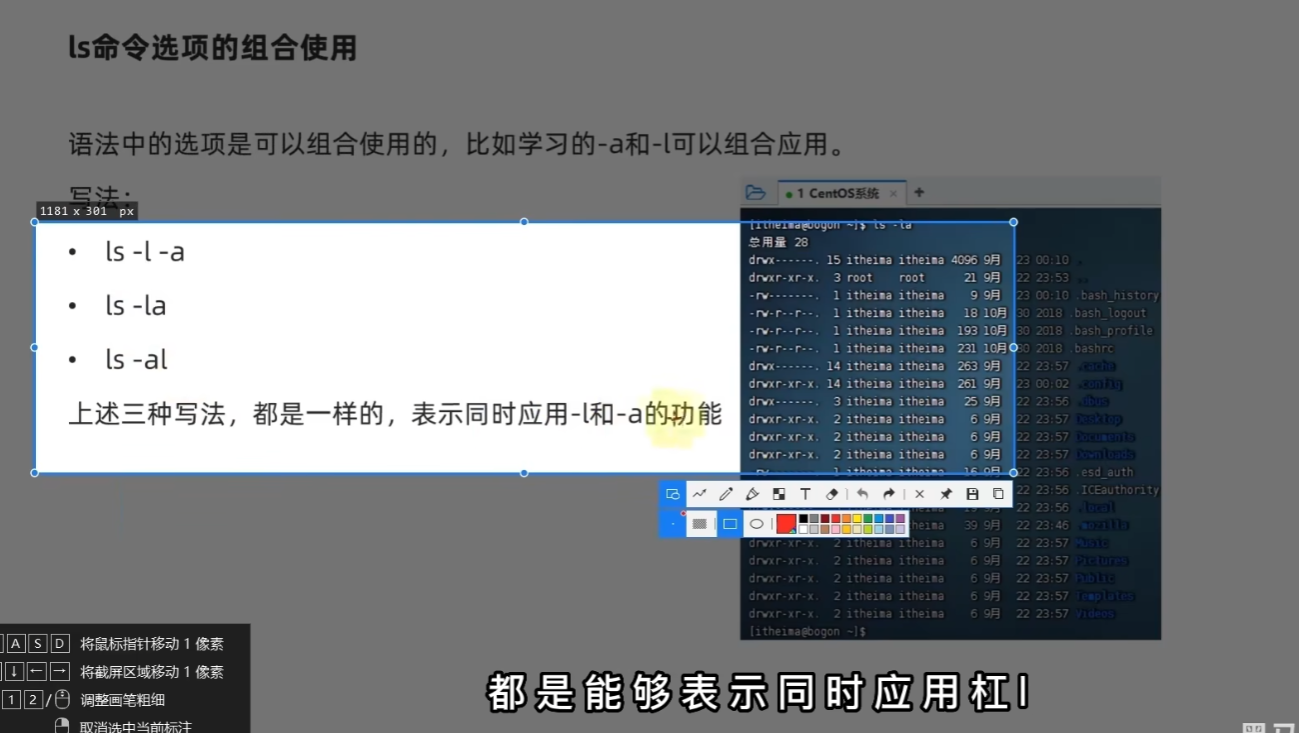 ls命令选项的组合使用
语法中的选项是可以组合使用的，比如学习的-a和-l可以组合应用。
写法：
1181 x 301 px
• ls -l -a
• ls -la
• ls -al
上述三种写法，都是一样的，表示同时应用-l和-a的功能
1 CentOS系统 × +
[itheima@bogon ~]$ ls -la
总用量 28
drwx------. 15 itheima itheima 4096 9月 23 00:10 .
drwxr-xr-x. 3 root root 21 9月 22 23:53 ..
-rw-------. 1 itheima itheima 9 9月 23 00:10 .bash_history
-rw-r--r--. 1 itheima itheima 18 10月 30 2018 .bash_logout
-rw-r--r--. 1 itheima itheima 193 10月 30 2018 .bash_profile
-rw-r--r--. 1 itheima itheima 231 10月 30 2018 .bashrc
drwx------. 14 itheima itheima 263 9月 22 23:57 .cache
drwxr-xr-x. 14 itheima itheima 261 9月 23 00:02 .config
drwx------. 3 itheima itheima 25 9月 22 23:56 .dbus
drwxr-xr-x. 2 itheima itheima 6 9月 22 23:57 Desktop
drwxr-xr-x. 2 itheima itheima 6 9月 22 23:57 Documents
drwxr-xr-x. 2 itheima itheima 6 9月 22 23:57 Downloads
1 itheima itheima 16 9月 22 23:56 .esd_auth
22 23:56 .ICEauthority
22 23:56 .local
39 9月 22 23:46 .mozilla
drwxr-xr-x. 2 itheima itheima 6 9月 22 23:57 Music
drwxr-xr-x. 2 itheima itheima 6 9月 22 23:57 Pictures
drwxr-xr-x. 2 itheima itheima 6 9月 22 23:57 Public
drwxr-xr-x. 2 itheima itheima 6 9月 22 23:57 Templates
drwxr-xr-x. 2 itheima itheima 6 9月 22 23:57 Videos
[itheima@bogon ~]$
A S D 将鼠标指针移动 1 像素
↓ ← → 将截屏区域移动 1 像素
1 2 / 调整画笔粗细
取消选中当前标注
都是能够表示同时应用杠l